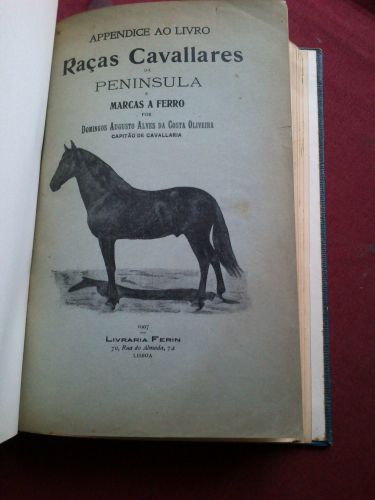 APPENDICE AO LIVRO
Raças Cavallares
DA
PENINSULA
E
MARCAS A FERRO
POR
DOMINGOS AUGUSTO ALVES DA COSTA OLIVEIRA
CAPITÃO DE CAVALLARIA
1907
LIVRARIA FERIN
70, Rua do Almada, 74
LISBOA